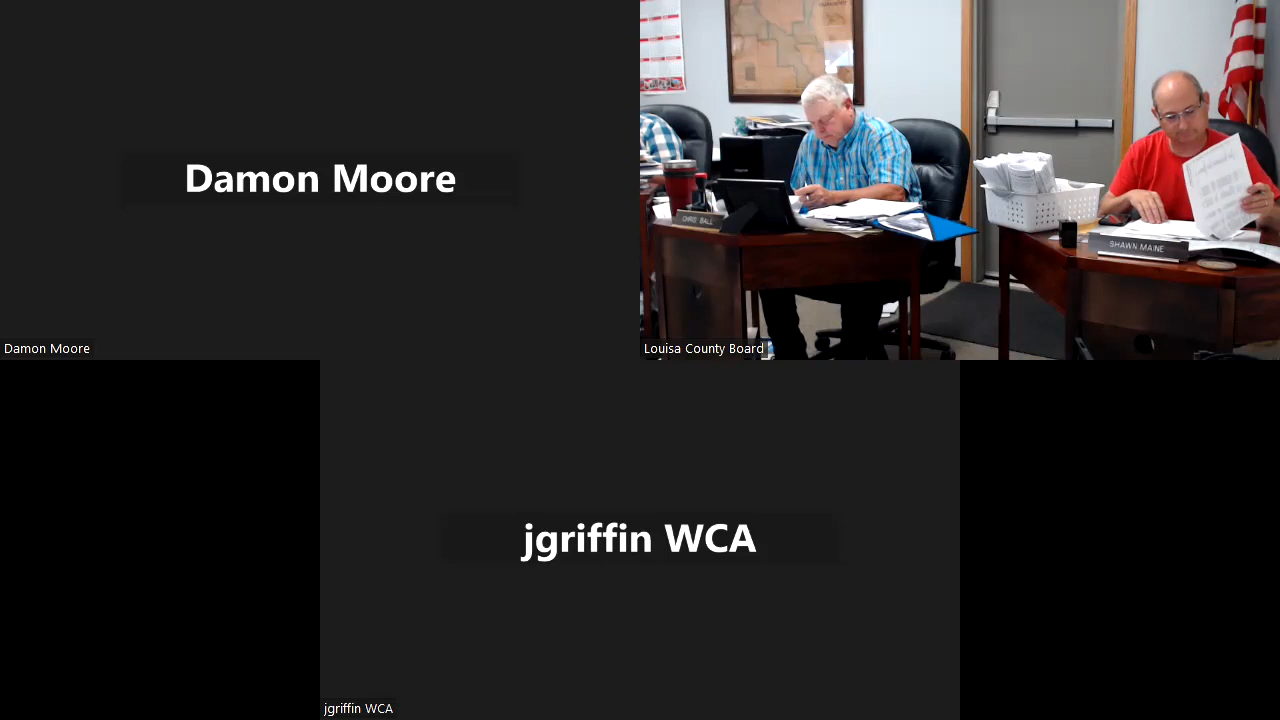 Damon Moore
Damon Moore
CHRIS BALL
SHAWN MAINE
Louisa County Board
jgriffin WCA
jgriffin WCA